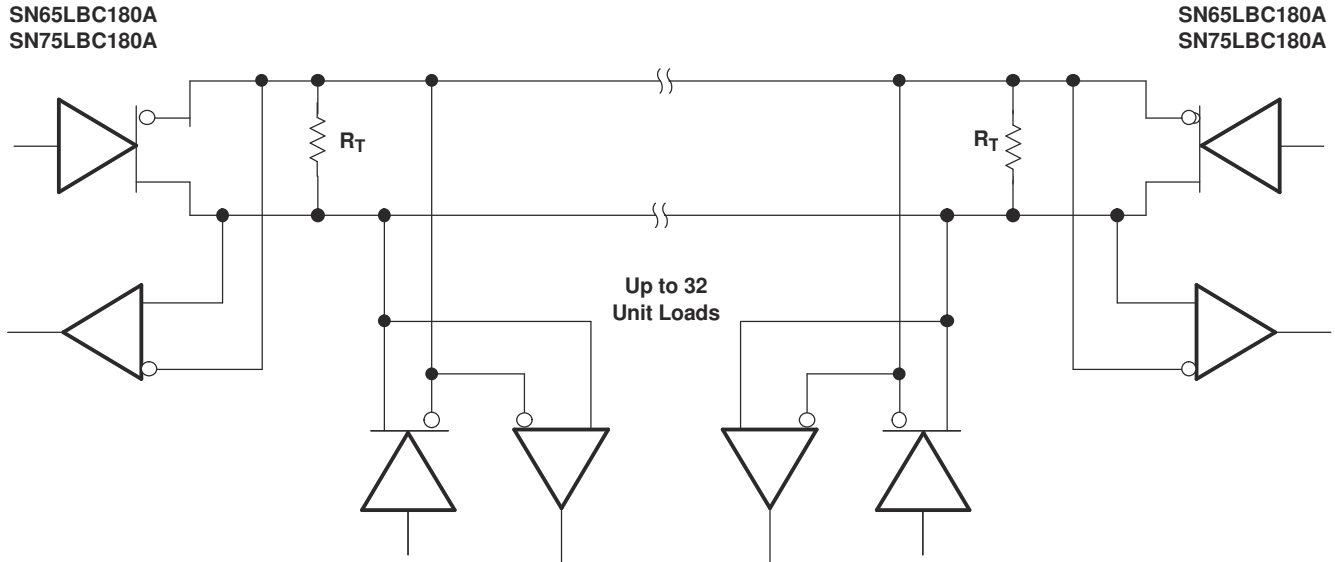 SN65LBC180A
SN75LBC180A
SN65LBC180A
SN75LBC180A
RT
RT
Up to 32
Unit Loads